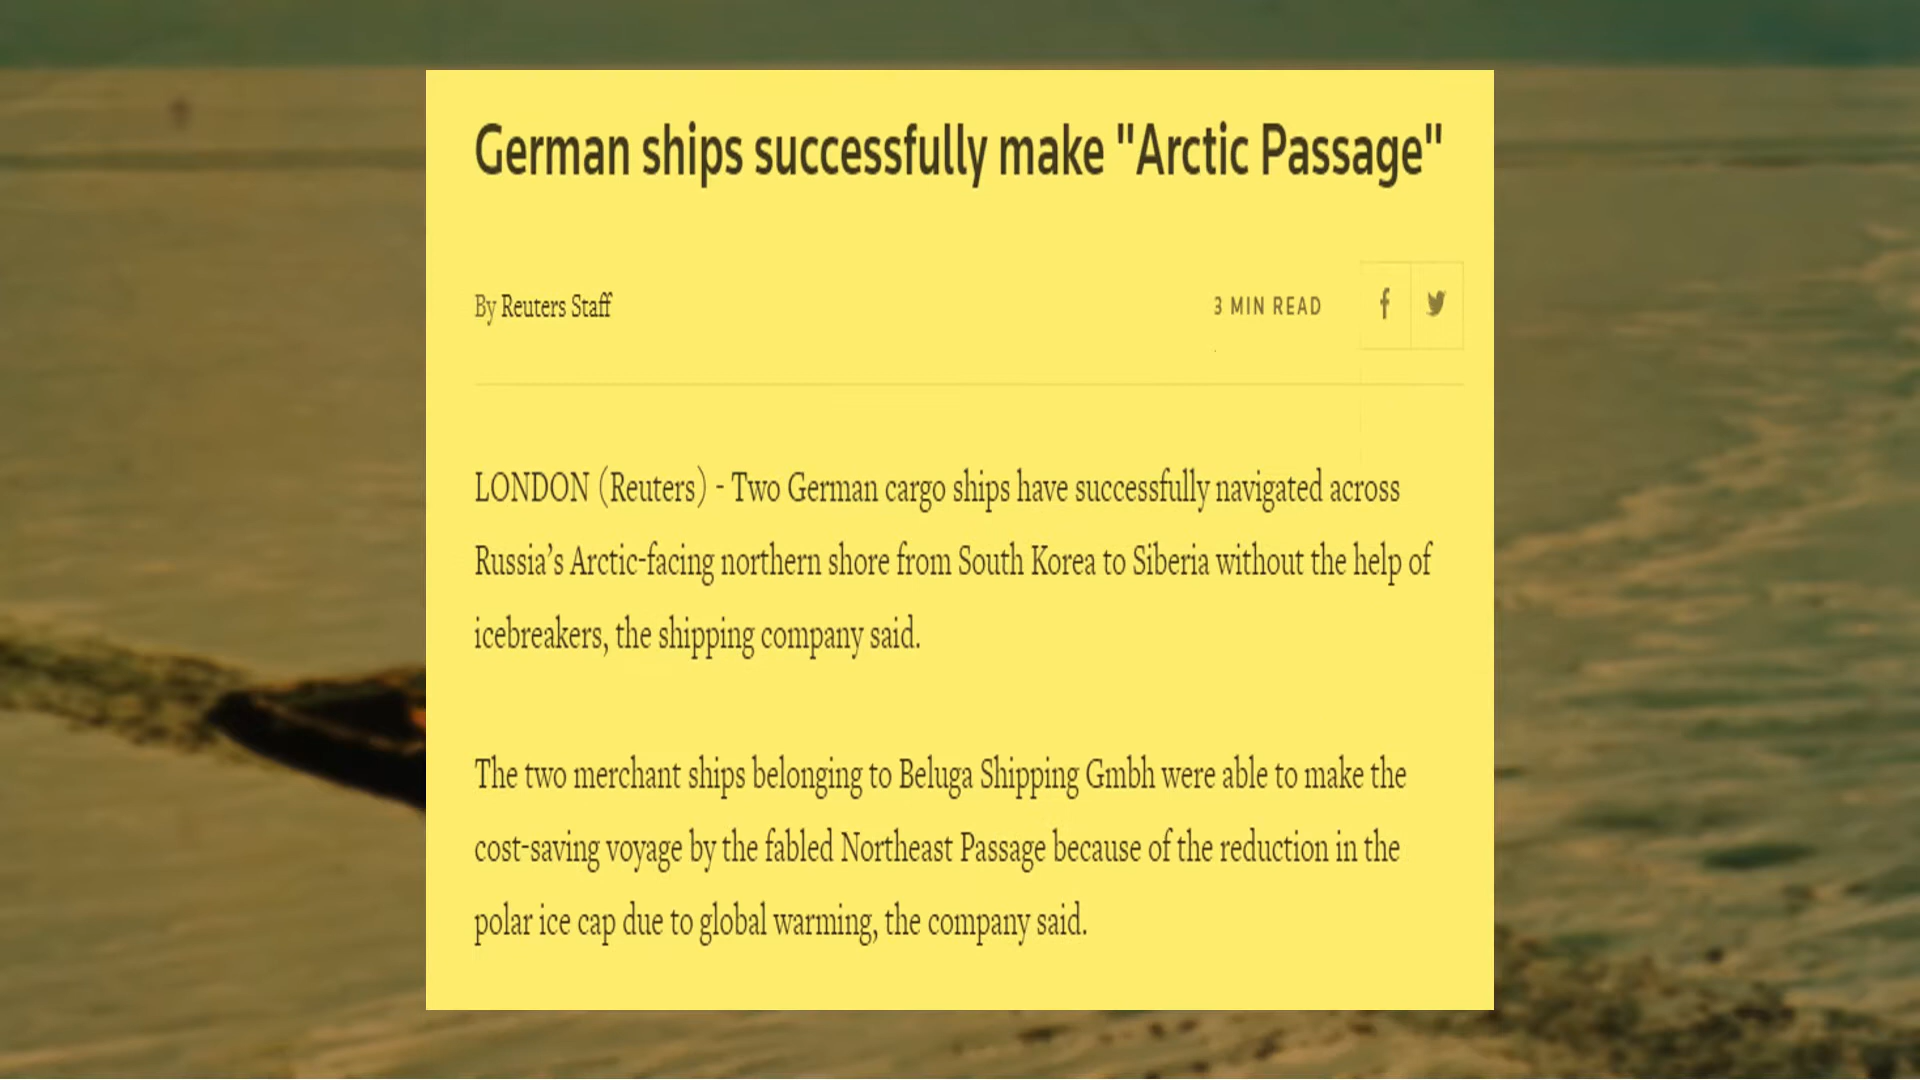 German ships successfully make "Arctic Passage"
By Reuters Staff
3 MIN READ
LONDON (Reuters) - Two German cargo ships have successfully navigated across
Russia’s Arctic-facing northern shore from South Korea to Siberia without the help of
icebreakers, the shipping company said.
The two merchant ships belonging to Beluga Shipping Gmbh were able to make the
cost-saving voyage by the fabled Northeast Passage because of the reduction in the
polar ice cap due to global warming, the company said.